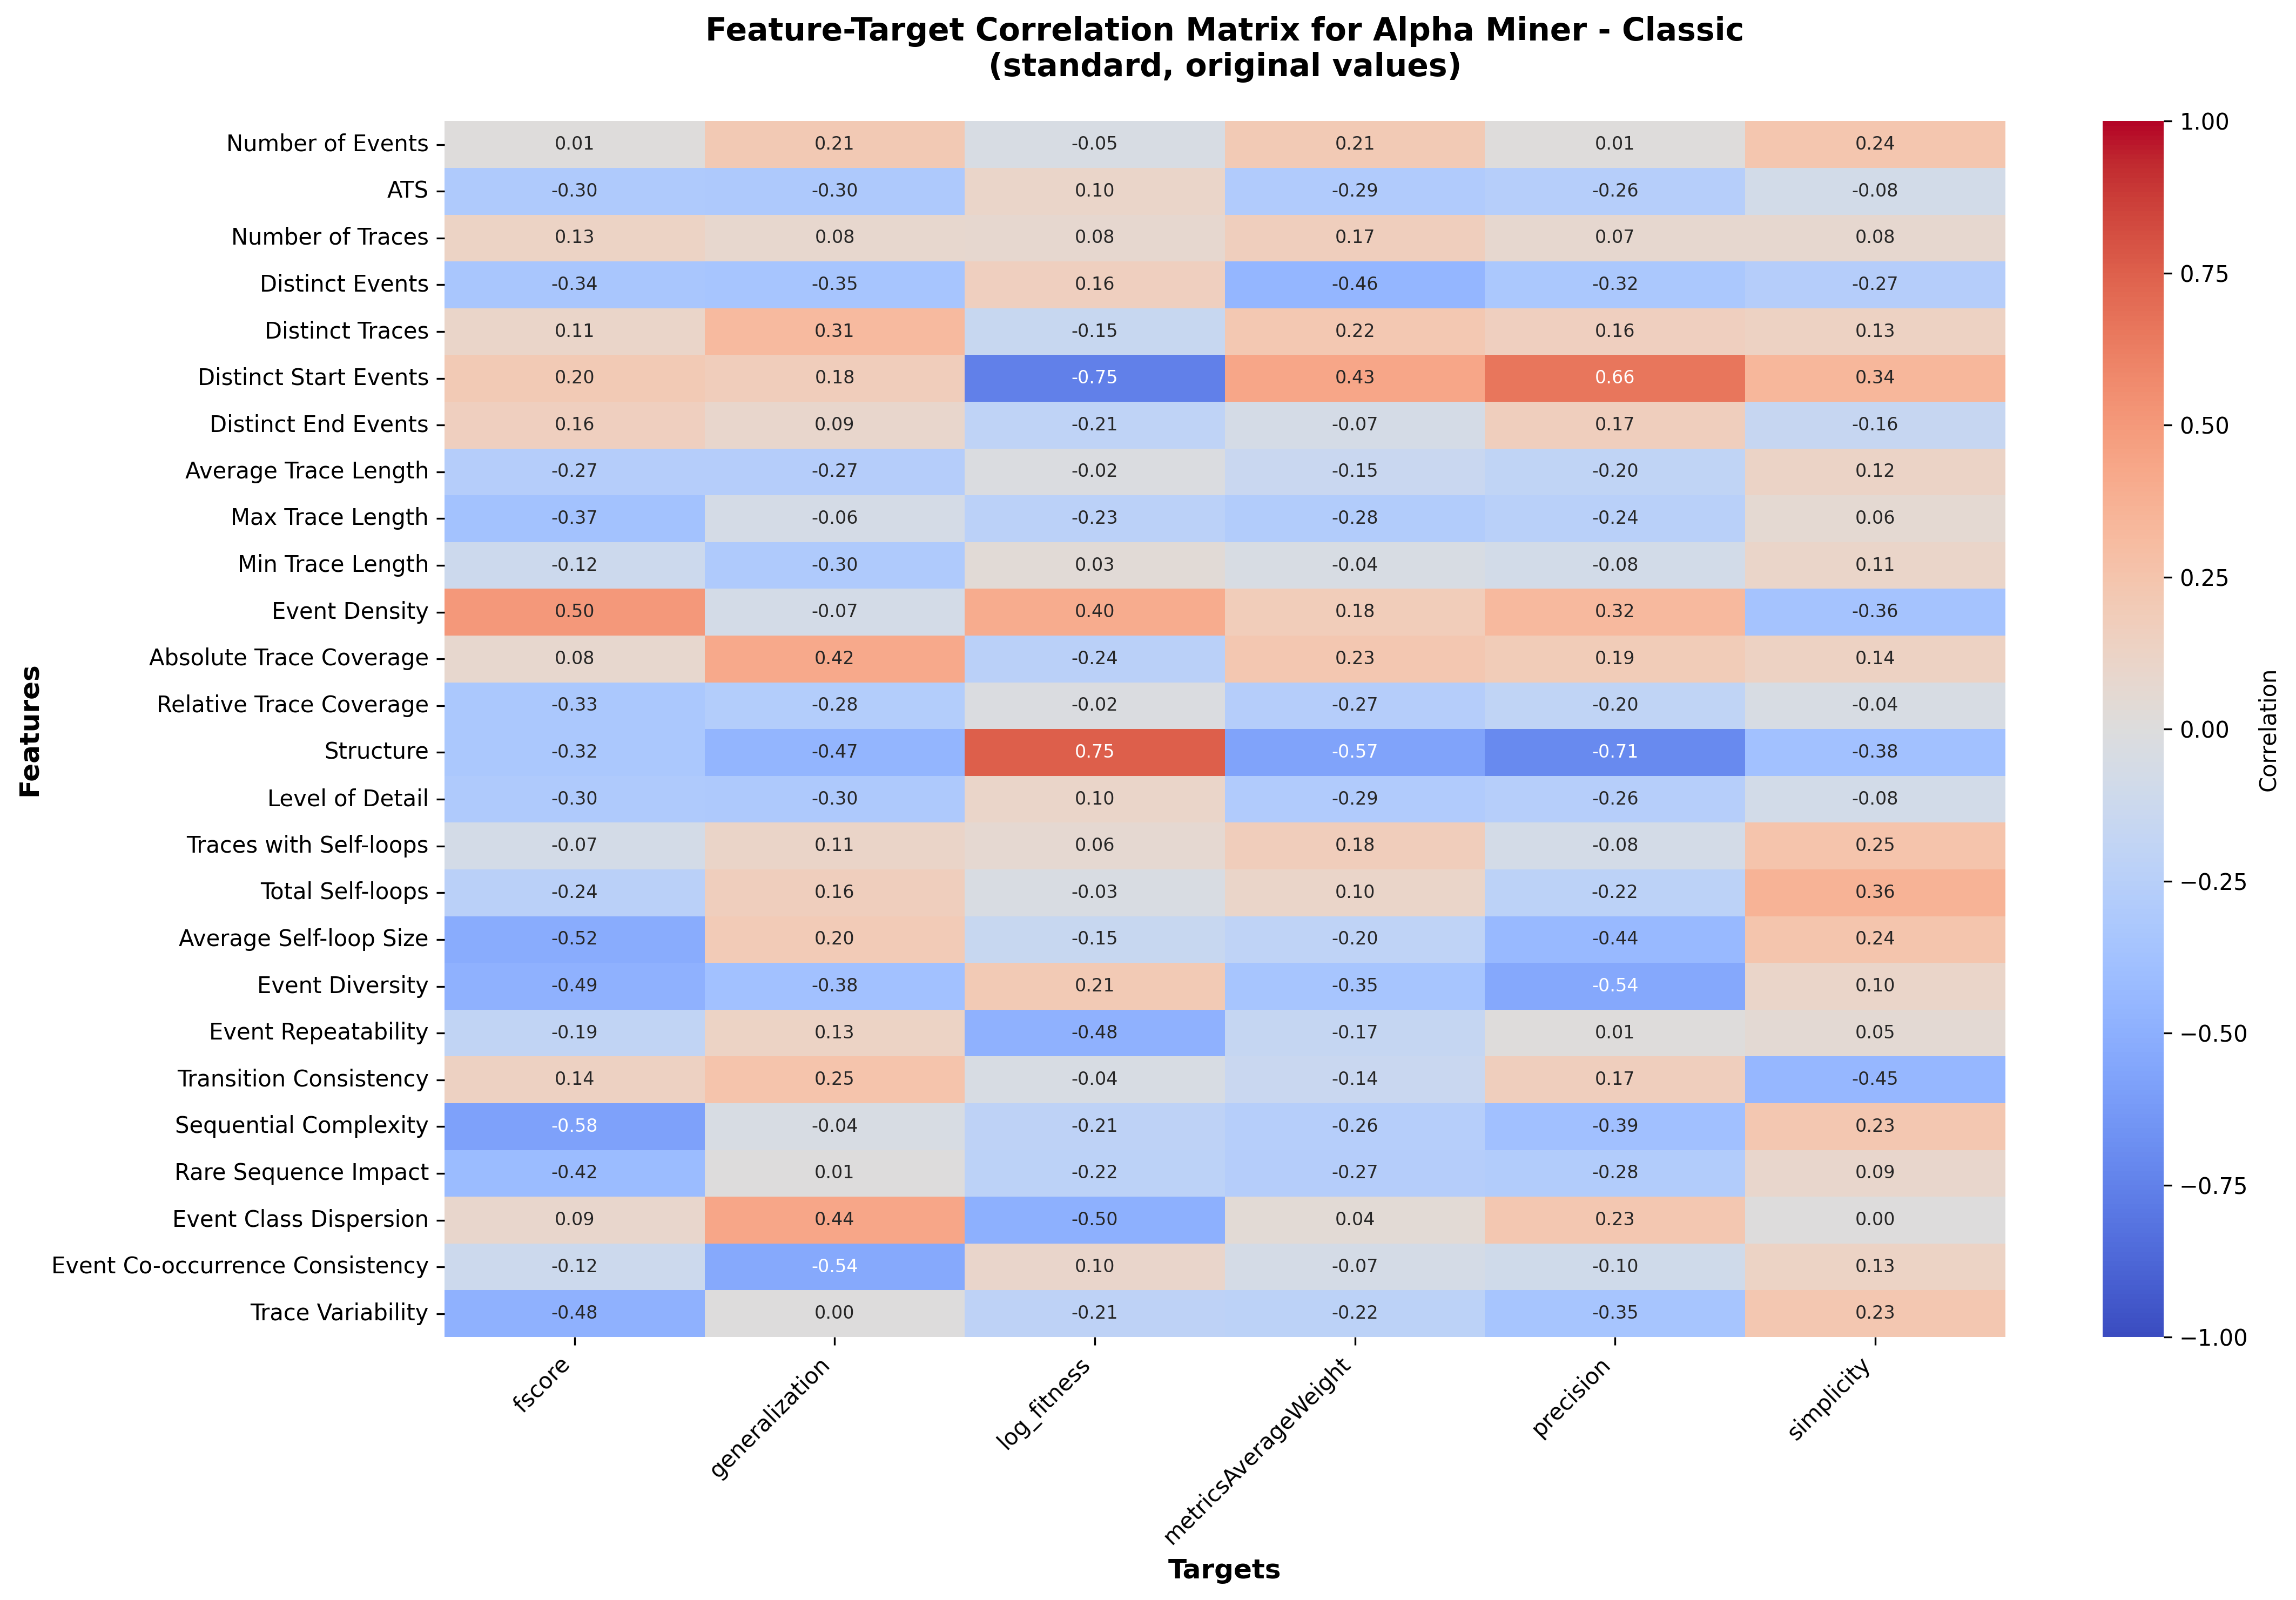 Feature-Target Correlation Matrix for Alpha Miner - Classic
(standard, original values)
Features
Number of Events 0.01 0.21 -0.05 0.21 0.01 0.24
ATS -0.30 -0.30 0.10 -0.29 -0.26 -0.08
Number of Traces 0.13 0.08 0.08 0.17 0.07 0.08
Distinct Events -0.34 -0.35 0.16 -0.46 -0.32 -0.27
Distinct Traces 0.11 0.31 -0.15 0.22 0.16 0.13
Distinct Start Events 0.20 0.18 -0.75 0.43 0.66 0.34
Distinct End Events 0.16 0.09 -0.21 -0.07 0.17 -0.16
Average Trace Length -0.27 -0.27 -0.02 -0.15 -0.20 0.12
Max Trace Length -0.37 -0.06 -0.23 -0.28 -0.24 0.06
Min Trace Length -0.12 -0.30 0.03 -0.04 -0.08 0.11
Event Density 0.50 -0.07 0.40 0.18 0.32 -0.36
Absolute Trace Coverage 0.08 0.42 -0.24 0.23 0.19 0.14
Relative Trace Coverage -0.33 -0.28 -0.02 -0.27 -0.20 -0.04
Structure -0.32 -0.47 0.75 -0.57 -0.71 -0.38
Level of Detail -0.30 -0.30 0.10 -0.29 -0.26 -0.08
Traces with Self-loops -0.07 0.11 0.06 0.18 -0.08 0.25
Total Self-loops -0.24 0.16 -0.03 0.10 -0.22 0.36
Average Self-loop Size -0.52 0.20 -0.15 -0.20 -0.44 0.24
Event Diversity -0.49 -0.38 0.21 -0.35 -0.54 0.10
Event Repeatability -0.19 0.13 -0.48 -0.17 0.01 0.05
Transition Consistency 0.14 0.25 -0.04 -0.14 0.17 -0.45
Sequential Complexity -0.58 -0.04 -0.21 -0.26 -0.39 0.23
Rare Sequence Impact -0.42 0.01 -0.22 -0.27 -0.28 0.09
Event Class Dispersion 0.09 0.44 -0.50 0.04 0.23 0.00
Event Co-occurrence Consistency -0.12 -0.54 0.10 -0.07 -0.10 0.13
Trace Variability -0.48 0.00 -0.21 -0.22 -0.35 0.23
fscore generalization log_fitness metricsAverageWeight precision simplicity
Targets
1.00
0.75
0.50
0.25
0.00
−0.25
−0.50
−0.75
−1.00
Correlation